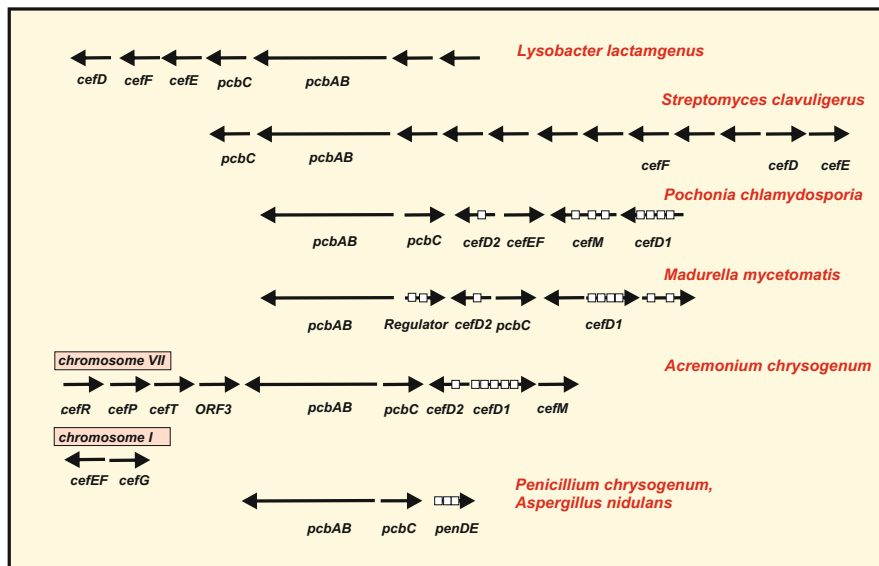 Lysobacter lactamgenus
cefD cefF cefE pcbC pcbAB
Streptomyces clavuligerus
pcbC pcbAB cefF cefD cefE
Pochonia chlamydosporia
pcbAB pcbC cefD2 cefEF cefM cefD1
Madurella mycetomatis
pcbAB Regulator cefD2 pcbC cefD1
chromosome VII
Acremonium chrysogenum
cefR cefP cefT ORF3 pcbAB pcbC cefD2 cefD1 cefM
chromosome I
cefEF cefG
Penicillium chrysogenum,
Aspergillus nidulans
pcbAB pcbC penDE